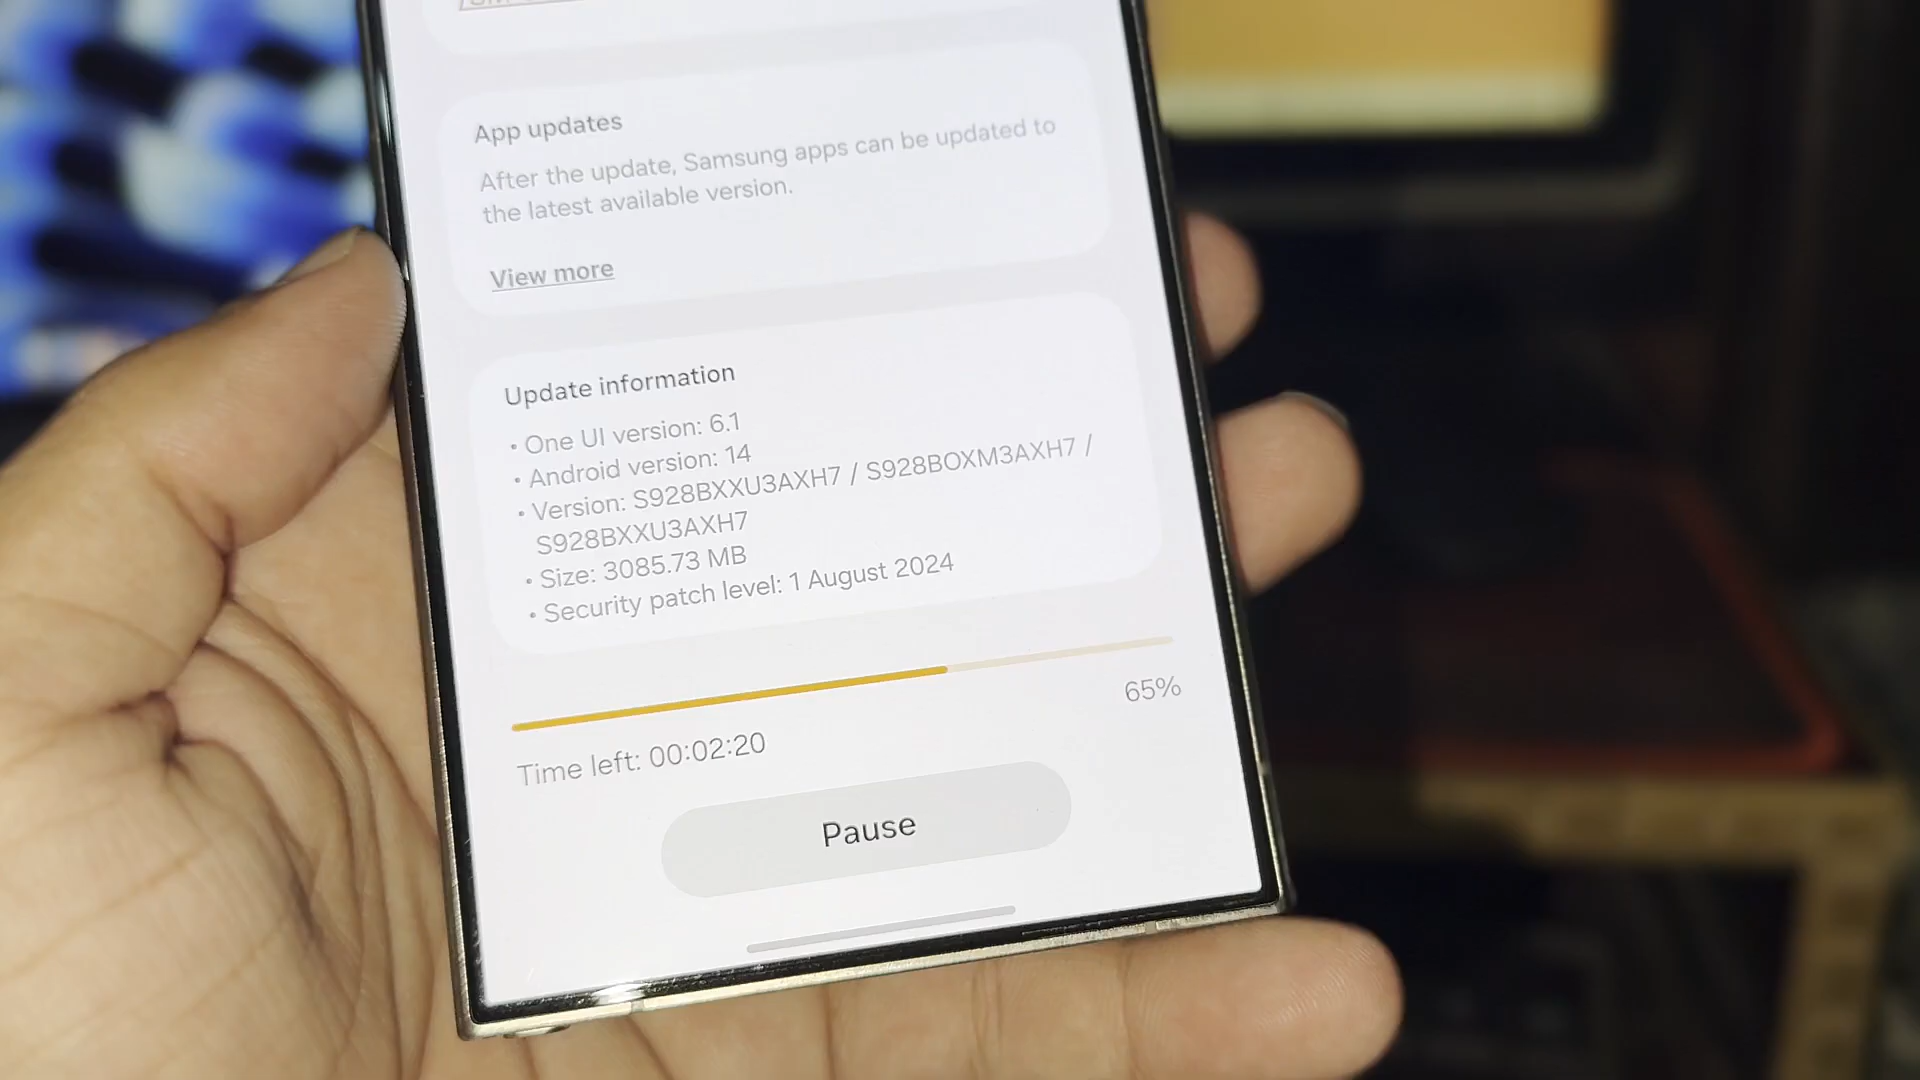 App updates
After the update, Samsung apps can be updated to
the latest available version.
View more
Update information
• One UI version: 6.1
• Android version: 14
• Version: S928BXXU3AXH7 / S928BOXM3AXH7 /
S928BXXU3AXH7
• Size: 3085.73 MB
• Security patch level: 1 August 2024
65%
Time left: 00:02:20
Pause